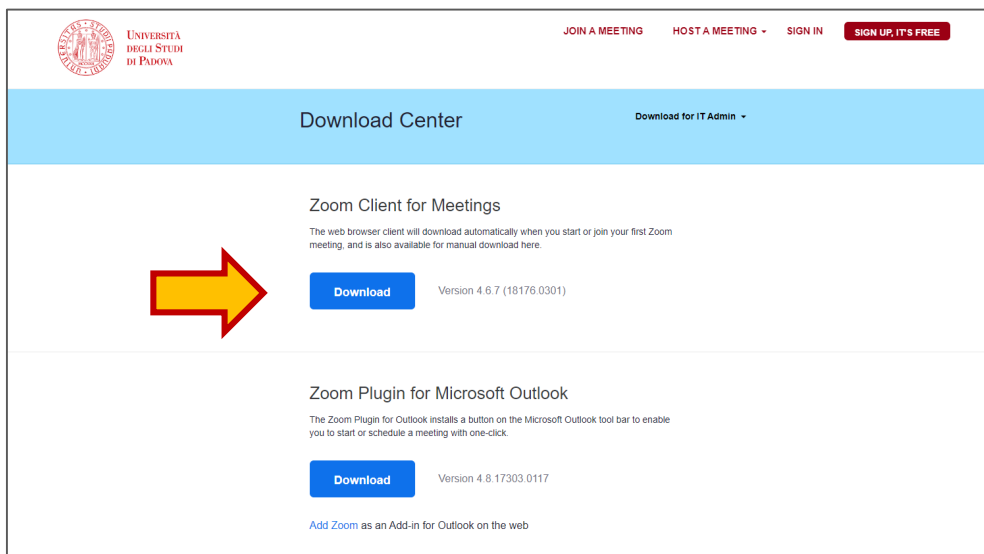 UNIVERSITÀ
DEGLI STUDI
DI PADOVA
JOIN A MEETING HOST A MEETING SIGN IN SIGN UP, IT'S FREE
Download Center
Download for IT Admin
Zoom Client for Meetings
The web browser client will download automatically when you start or join your first Zoom
meeting, and is also available for manual download here.
Download
Version 4.6.7 (18176.0301)
Zoom Plugin for Microsoft Outlook
The Zoom Plugin for Outlook installs a button on the Microsoft Outlook tool bar to enable
you to start or schedule a meeting with one-click.
Download
Version 4.8.17303.0117
Add Zoom as an Add-in for Outlook on the web